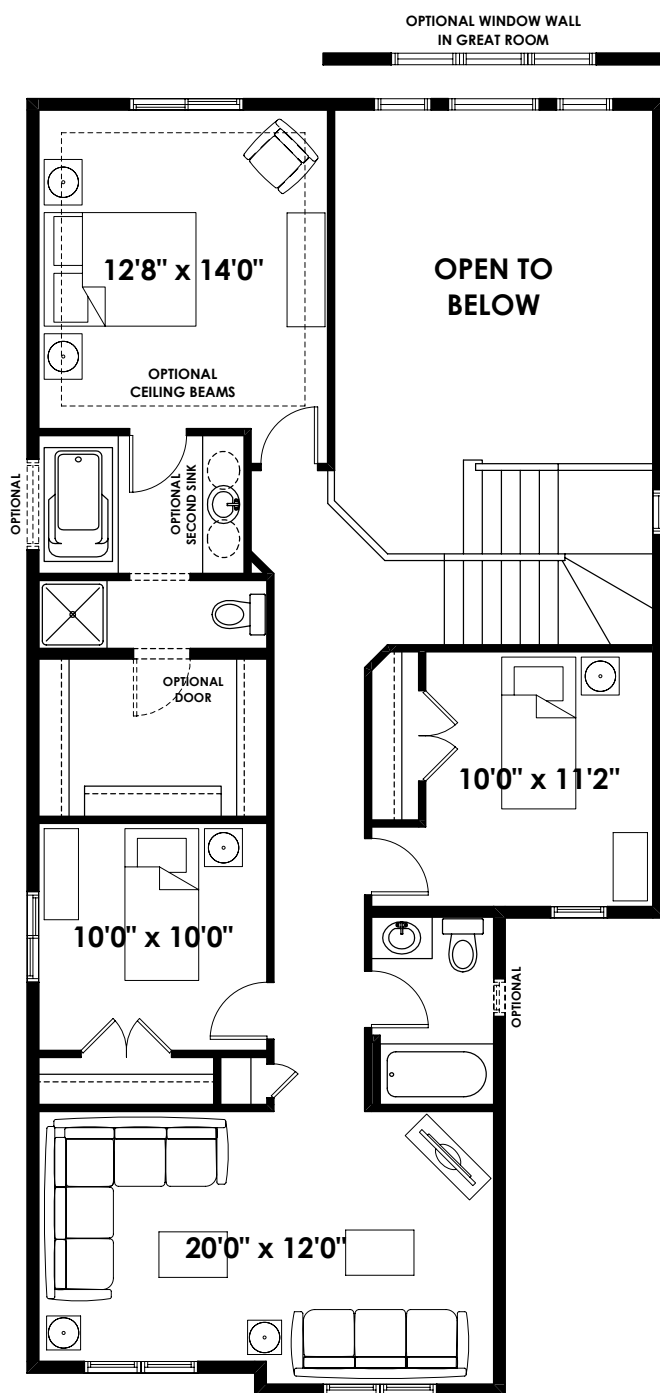 OPTIONAL WINDOW WALL
IN GREAT ROOM
12'8" x 14'0"
OPEN TO
BELOW
OPTIONAL
CEILING BEAMS
OPTIONAL
OPTIONAL
SECOND SINK
OPTIONAL
DOOR
10'0" x 11'2"
10'0" x 10'0"
OPTIONAL
20'0" x 12'0"